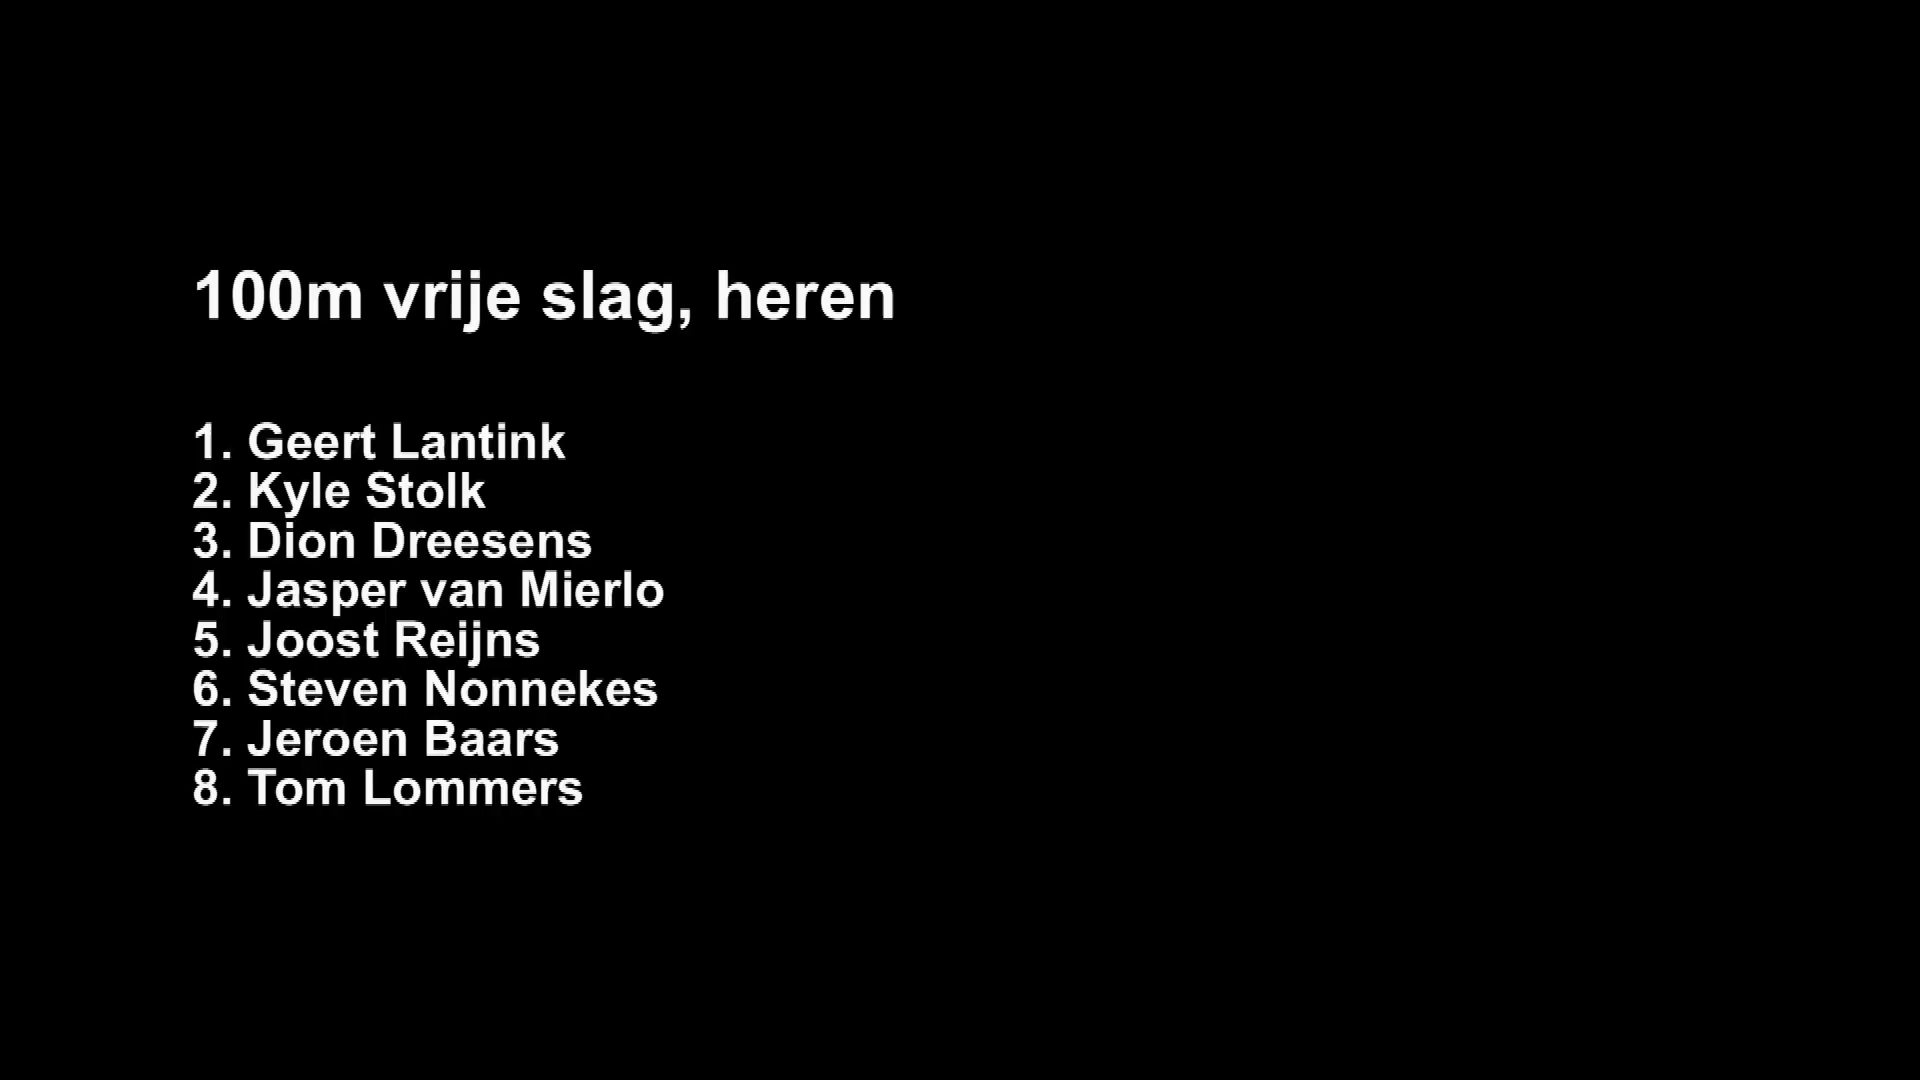 100m vrije slag, heren
1. Geert Lantink
2. Kyle Stolk
3. Dion Dreesens
4. Jasper van Mierlo
5. Joost Reijns
6. Steven Nonnekes
7. Jeroen Baars
8. Tom Lommers